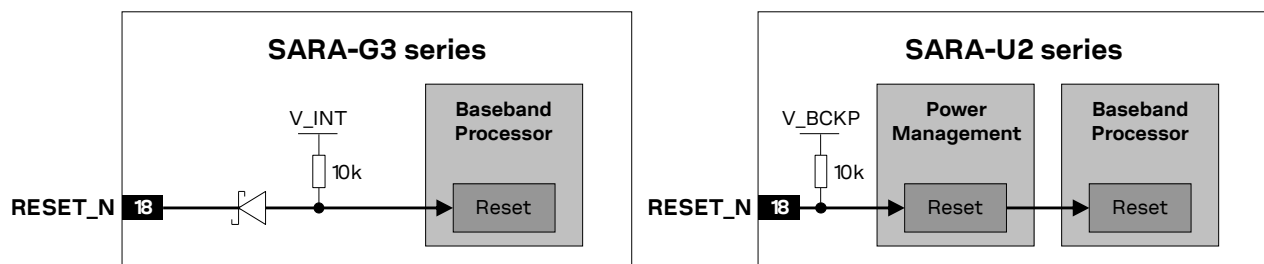 SARA-G3 series
Baseband
Processor
V_INT
10k
RESET_N 18
Reset
SARA-U2 series
Power
Management
Baseband
Processor
V_BCKP
10k
RESET_N 18
Reset
Reset